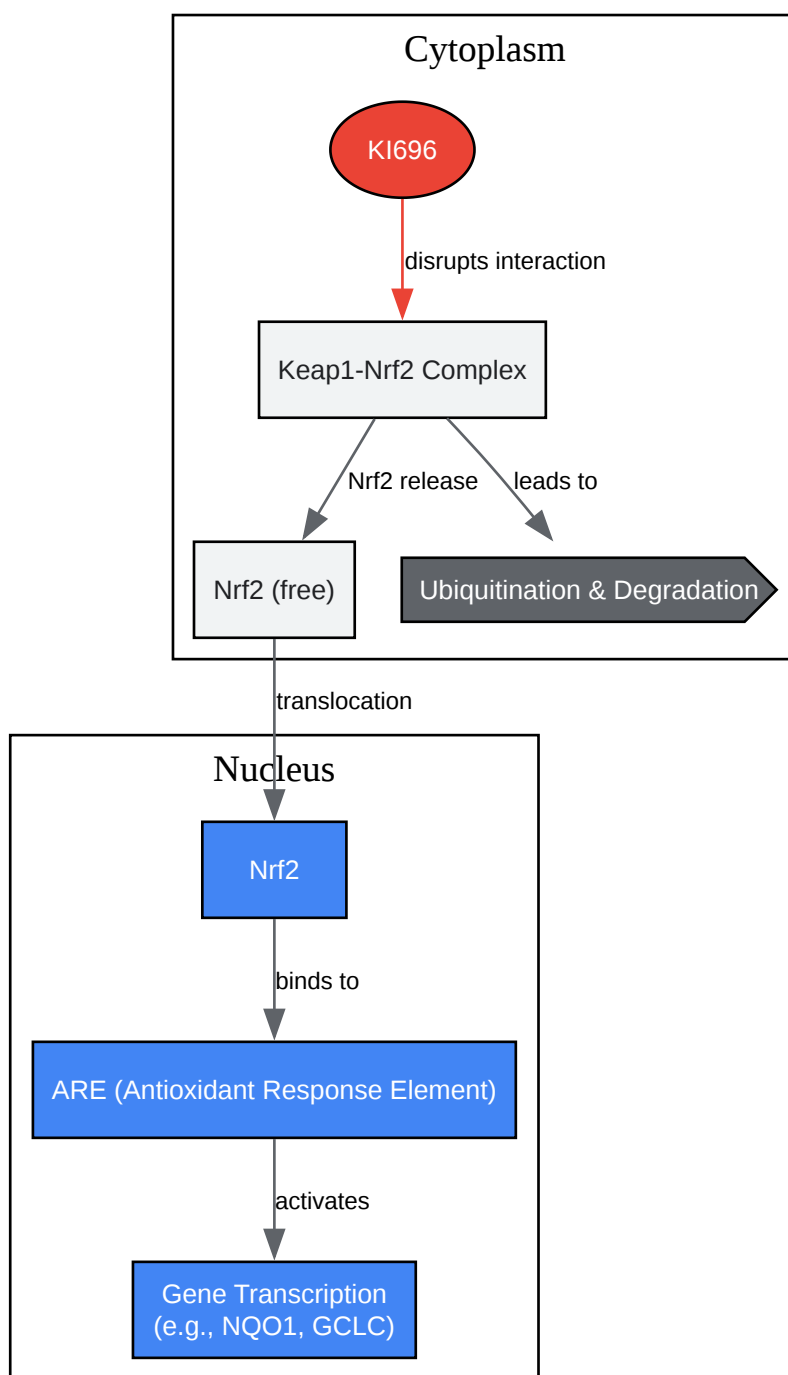 Cytoplasm
KI696
disrupts interaction
Keap1-Nrf2 Complex
Nrf2 release
leads to
Nrf2 (free)
Ubiquitination & Degradation
translocation
Nucleus
Nrf2
binds to
ARE (Antioxidant Response Element)
activates
Gene Transcription
(e.g., NQO1, GCLC)